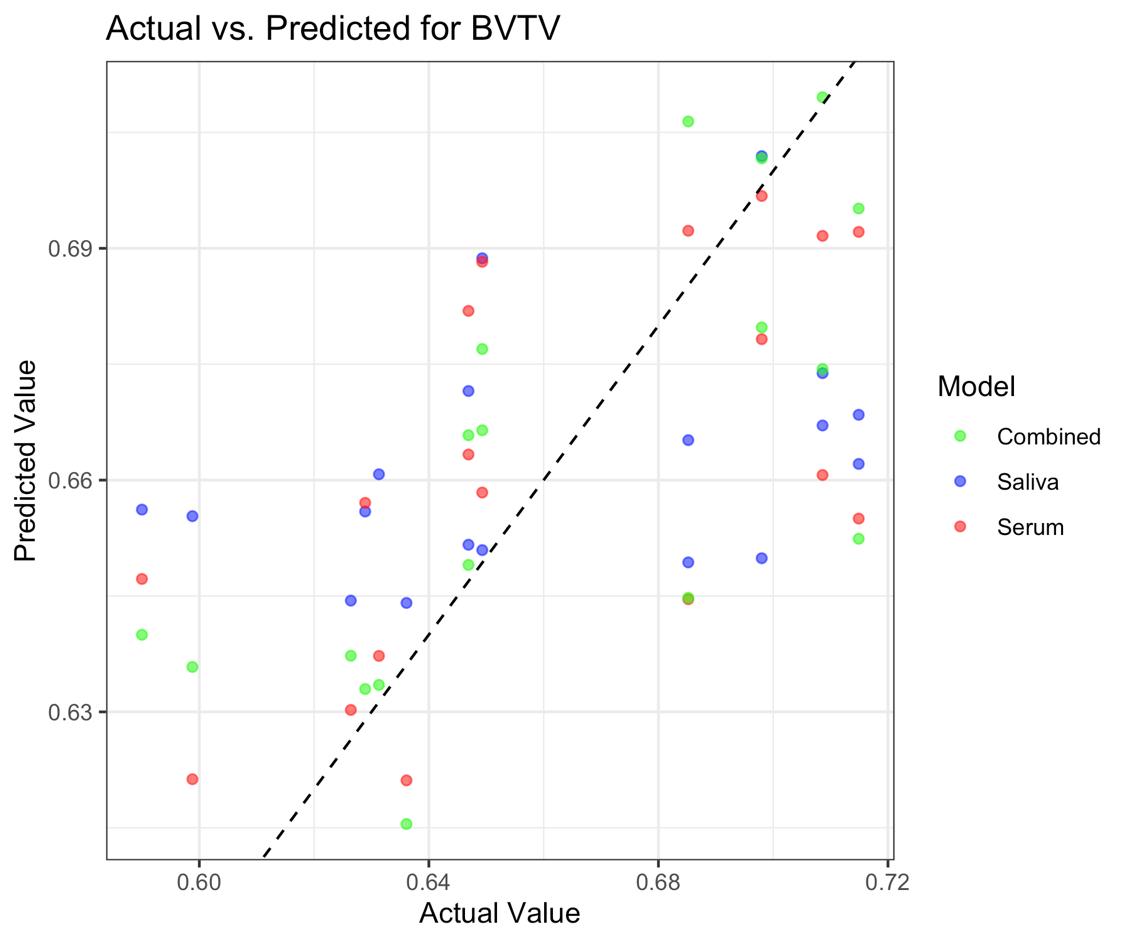 Actual vs. Predicted for BVTV
Predicted Value
0.69
0.66
0.63
0.60
0.64
0.68
0.72
Actual Value
Model
Combined
Saliva
Serum